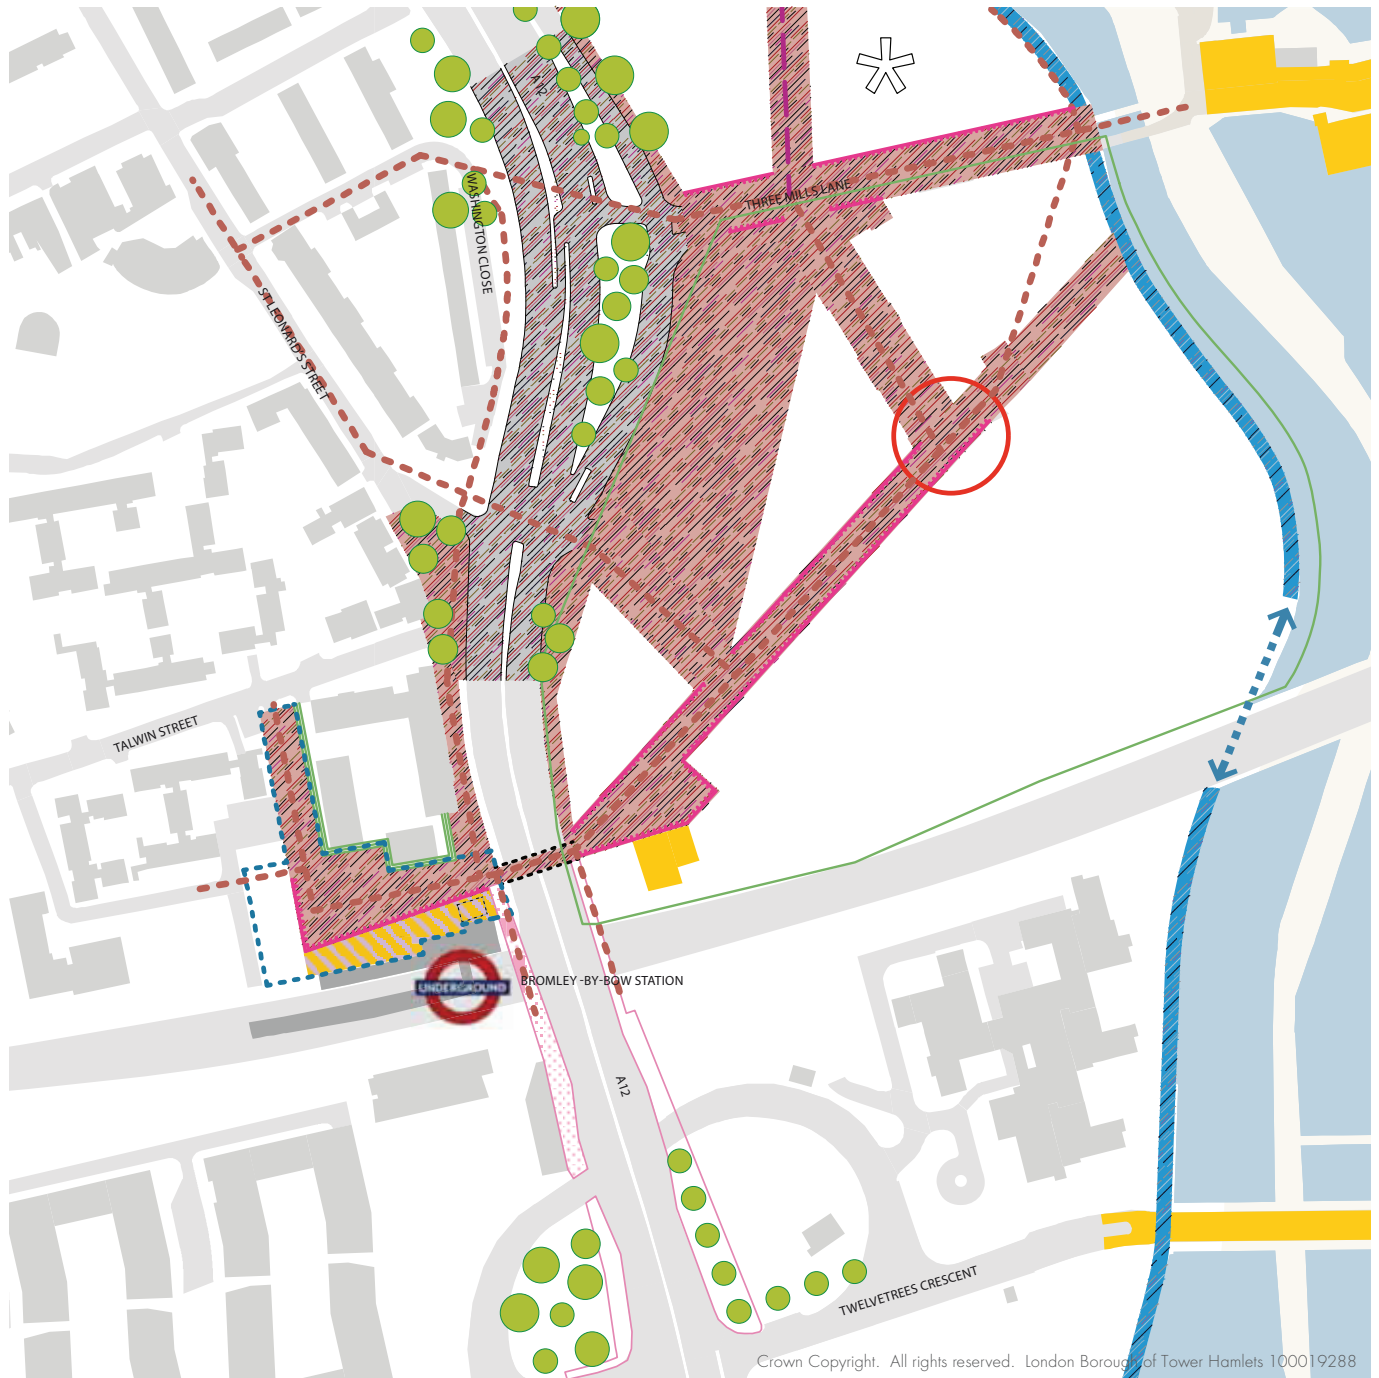 A12
WASHINGTON CLOSE
THREE MILLS LANE
ST LEONARD'S STREET
TALWIN STREET
UNDERGROUND
BROMLEY -BY-BOW STATION
A12
TWELVETREES CRESCENT
Crown Copyright.  All rights reserved.  London Borough of Tower Hamlets 100019288